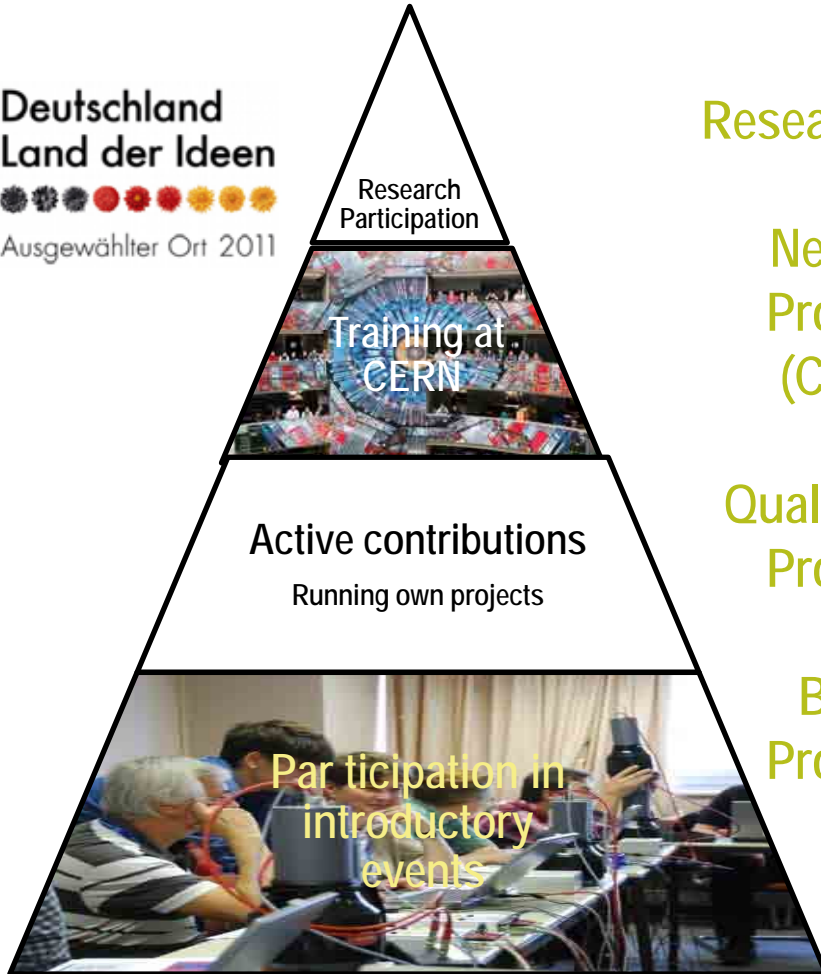 Deutschland
Land der Ideen
Ausgewählter Ort 2011
Research
Participation
Training at
CERN
Active contributions
Running own projects
Par ticipation in
introductory
events
Resea
Ne
Pro
(C
Qual
Pro
B
Pro